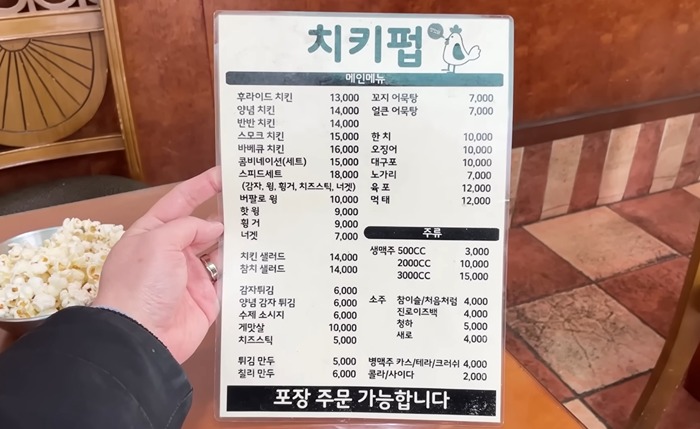 치키펍
메인메뉴
후라이드 치킨 13,000
양념 치킨 14,000
반반 치킨 14,000
스모크 치킨 15,000
바베큐 치킨 16,000
콤비네이션(세트) 15,000
스피드세트 18,000
(감자, 윙, 휭거, 치즈스틱, 너겟)
버팔로 윙 10,000
핫 윙 9,000
휭 거 9,000
너겟 7,000
치킨 샐러드 14,000
참치 샐러드 14,000
감자튀김 6,000
양념 감자 튀김 6,000
수제 소시지 6,000
게맛살 10,000
치즈스틱 5,000
튀김 만두 5,000
칠리 만두 6,000
꼬지 어묵탕 7,000
얼큰 어묵탕 7,000
한 치 10,000
오징어 10,000
대구포 10,000
노가리 7,000
육 포 12,000
먹 태 12,000
주류
생맥주 500CC 3,000
2000CC 10,000
3000CC 15,000
소주 참이슬/처음처럼 4,000
진로이즈백 4,000
청하 5,000
새로 4,000
병맥주 카스/테라/크러쉬 4,000
콜라/사이다 2,000
포장 주문 가능합니다